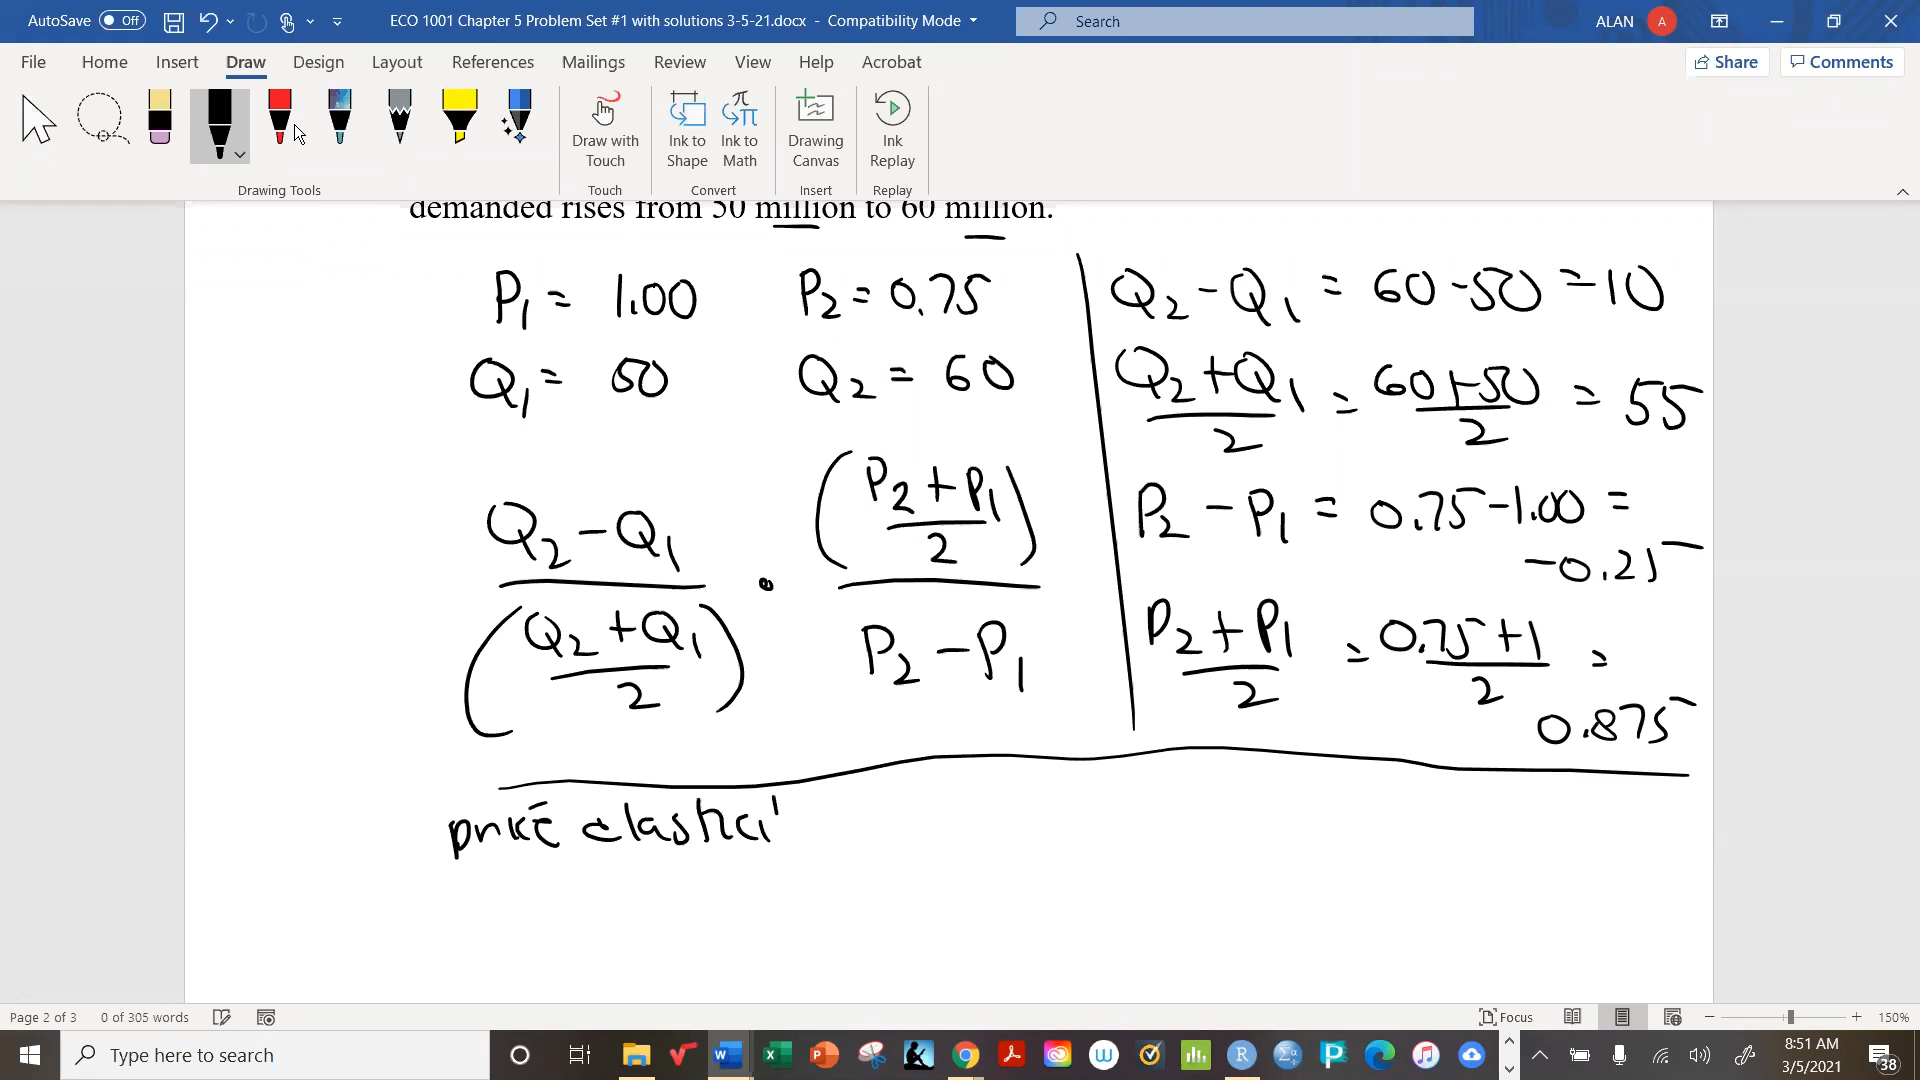 AutoSave Off
ECO 1001 Chapter 5 Problem Set #1 with solutions 3-5-21.docx - Compatibility Mode
Search
ALAN A
File Home Insert Draw Design Layout References Mailings Review View Help Acrobat
Share Comments
Draw with Touch
Ink to Shape
Ink to Math
Drawing Canvas
Ink Replay
Drawing Tools Touch Convert Insert Replay
demanded rises from 50 million to 60 million.
P₁ = 1.00 P₂ = 0.75
Q₁ = 50 Q₂ = 60
(Q₂ - Q₁) / ((Q₂ + Q₁)/2) • ((P₂ + P₁)/2) / (P₂ - P₁)
Q₂ - Q₁ = 60 - 50 = 10
(Q₂ + Q₁)/2 = (60 + 50)/2 = 55
P₂ - P₁ = 0.75 - 1.00 =
-0.25
(P₂ + P₁)/2 = (0.75 + 1)/2 =
0.875
price elastici
Page 2 of 3 0 of 305 words
Focus
150%
Type here to search
8:51 AM
3/5/2021
38